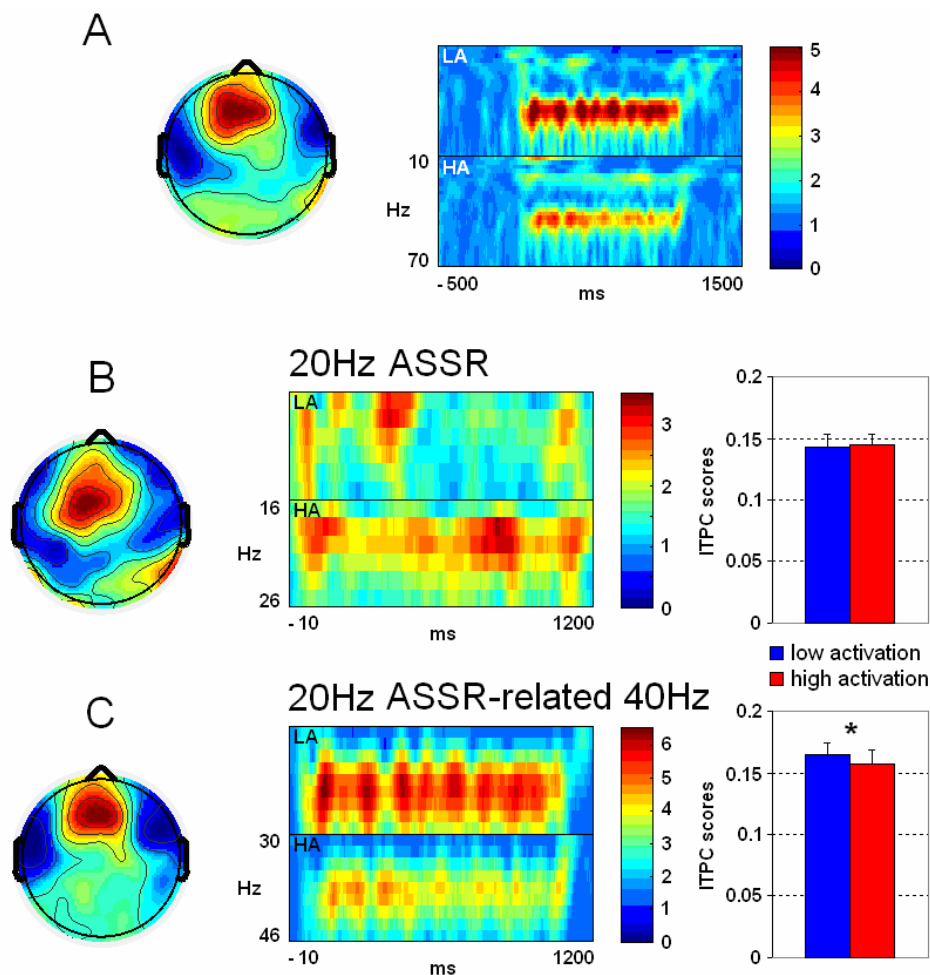 A
LA
HA
10
Hz
70
- 500
ms
1500
5
4
3
2
1
0
B
20Hz ASSR
LA
HA
16
Hz
26
- 10
ms
1200
3
2
1
0
ITPC scores
0.2
0.15
0.1
0.05
0
low activation
high activation
C
20Hz ASSR-related 40Hz
LA
HA
30
Hz
46
- 10
ms
1200
6
5
4
3
2
1
0
ITPC scores
0.2
0.15
0.1
0.05
0
*